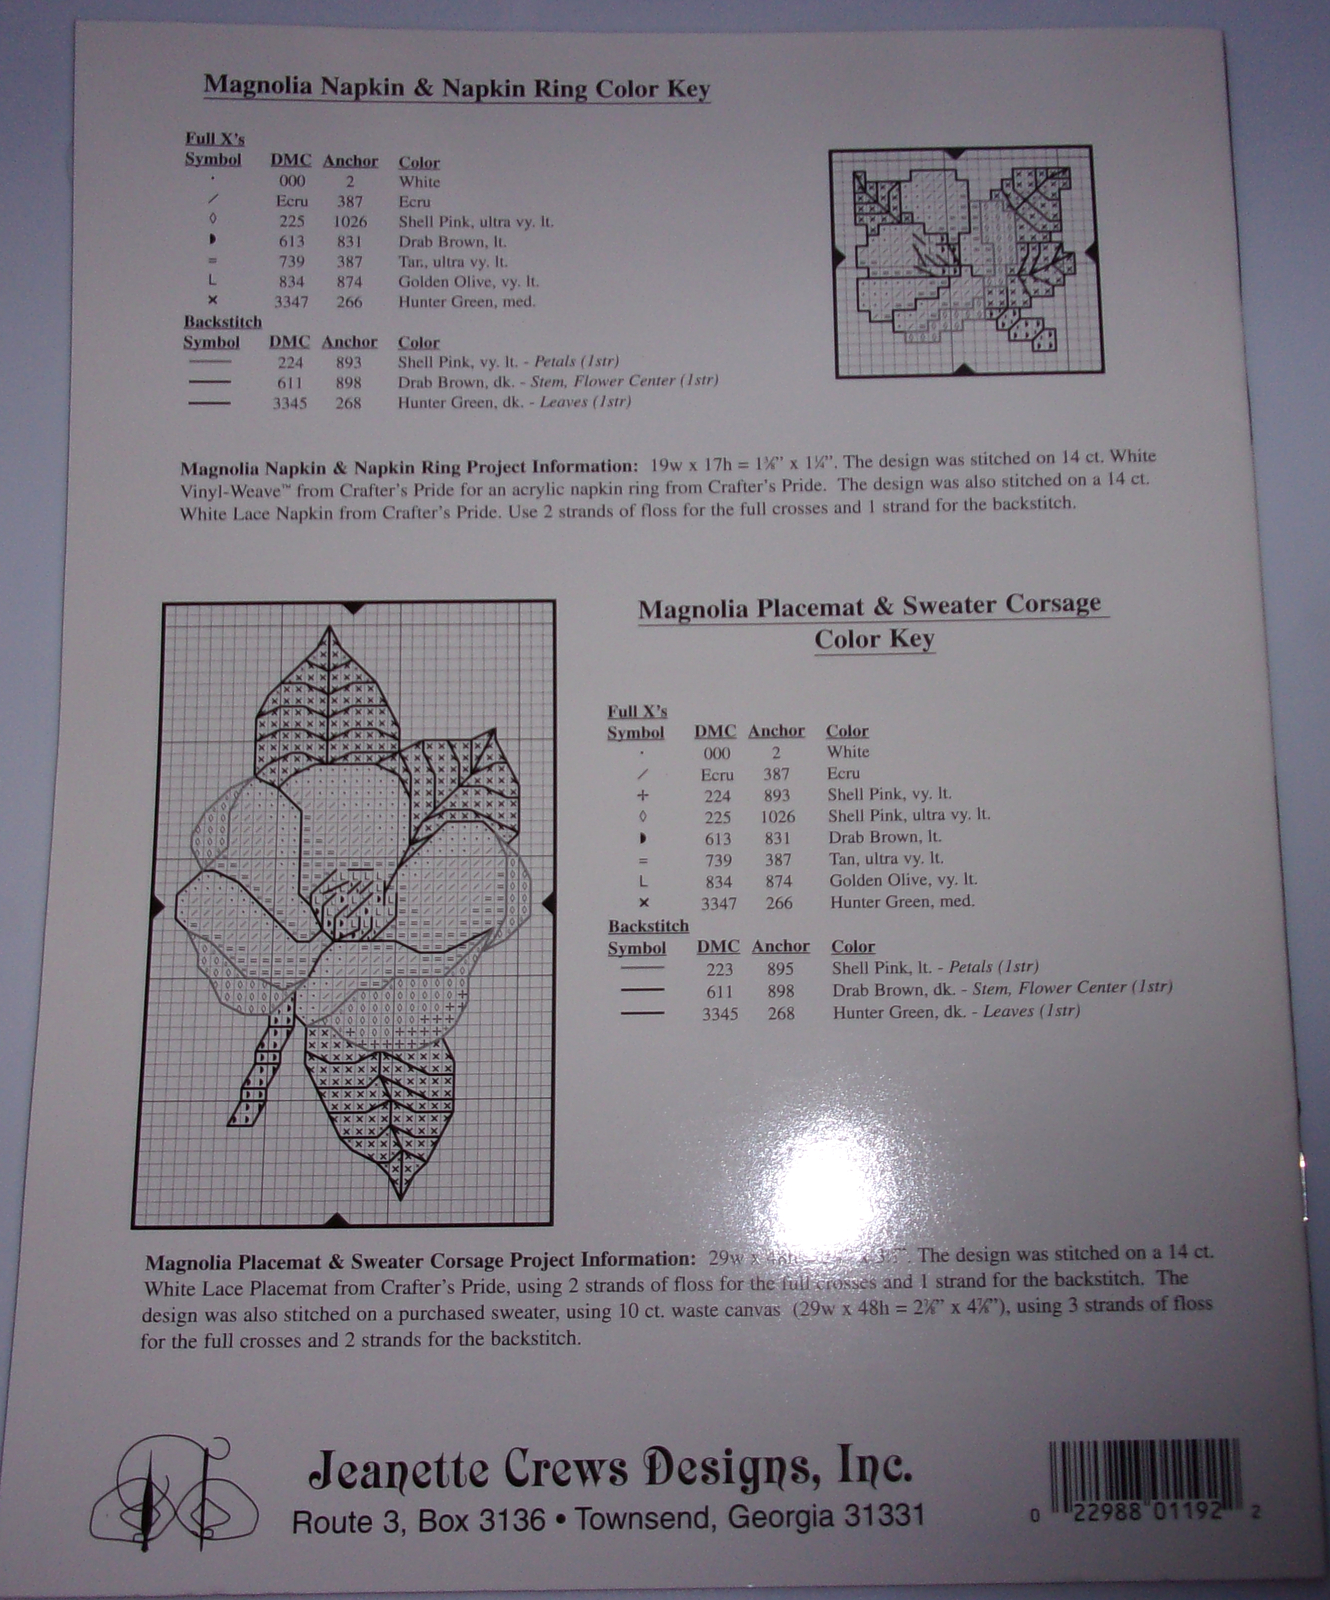 Magnolia Napkin & Napkin Ring Color Key
Full X's
Symbol DMC Anchor Color
· 000 2 White
/ Ecru 387 Ecru
◊ 225 1026 Shell Pink, ultra vy. lt.
◗ 613 831 Drab Brown, lt.
= 739 387 Tan, ultra vy. lt.
L 834 874 Golden Olive, vy. lt.
× 3347 266 Hunter Green, med.
Backstitch
Symbol DMC Anchor Color
— 224 893 Shell Pink, vy. lt. - Petals (1str)
— 611 898 Drab Brown, dk. - Stem, Flower Center (1str)
— 3345 268 Hunter Green, dk. - Leaves (1str)
Magnolia Napkin & Napkin Ring Project Information: 19w x 17h = The design was stitched on 14 ct. White
Vinyl-Weave™ from Crafter's Pride for an acrylic napkin ring from Crafter's Pride. The design was also stitched on a 14 ct.
White Lace Napkin from Crafter's Pride. Use 2 strands of floss for the full crosses and 1 strand for the backstitch.
Magnolia Placemat & Sweater Corsage
Color Key
Full X's
Symbol DMC Anchor Color
· 000 2 White
/ Ecru 387 Ecru
+ 224 893 Shell Pink, vy. lt.
◊ 225 1026 Shell Pink, ultra vy. lt.
◗ 613 831 Drab Brown, lt.
= 739 387 Tan, ultra vy. lt.
L 834 874 Golden Olive, vy. lt.
× 3347 266 Hunter Green, med.
Backstitch
Symbol DMC Anchor Color
— 223 895 Shell Pink, lt. - Petals (1str)
— 611 898 Drab Brown, dk. - Stem, Flower Center (1str)
— 3345 268 Hunter Green, dk. - Leaves (1str)
Magnolia Placemat & Sweater Corsage Project Information: 29w x 48h The design was stitched on a 14 ct.
White Lace Placemat from Crafter's Pride, using 2 strands of floss for the full crosses and 1 strand for the backstitch. The
design was also stitched on a purchased sweater, using 10 ct. waste canvas (29w x 48h = using 3 strands of floss
for the full crosses and 2 strands for the backstitch.
Jeanette Crews Designs, Inc.
Route 3, Box 3136 • Townsend, Georgia 31331
0 22988 01192 2